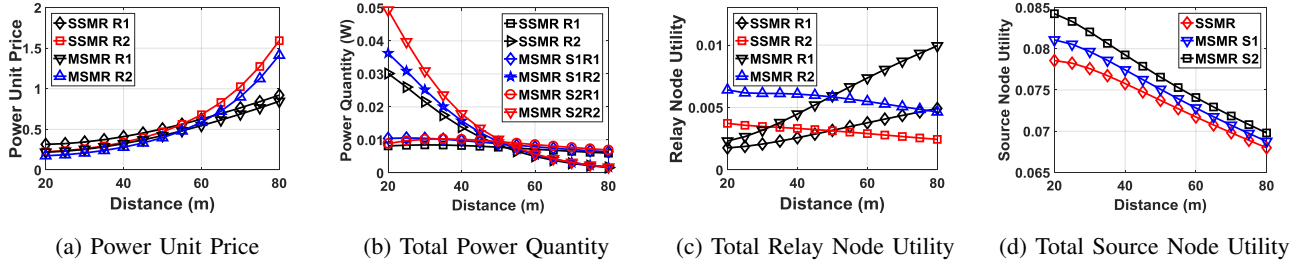 Power Unit Price
2
1.5
1
0.5
0
20
40
60
80
Distance (m)
SSMR R1
SSMR R2
MSMR R1
MSMR R2
(a) Power Unit Price
Power Quantity (W)
0.05
0.04
0.03
0.02
0.01
0
20
40
60
80
Distance (m)
SSMR R1
SSMR R2
MSMR S1R1
MSMR S1R2
MSMR S2R1
MSMR S2R2
(b) Total Power Quantity
Relay Node Utility
0.01
0.005
0
20
40
60
80
Distance (m)
SSMR R1
SSMR R2
MSMR R1
MSMR R2
(c) Total Relay Node Utility
Source Node Utility
0.085
0.08
0.075
0.07
0.065
20
40
60
80
Distance (m)
SSMR
MSMR S1
MSMR S2
(d) Total Source Node Utility